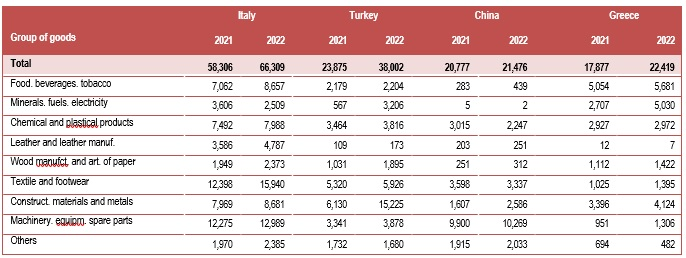 Italy Turkey China Greece
Group of goods 2021 2022 2021 2022 2021 2022 2021 2022
Total 58,306 66,309 23,875 38,002 20,777 21,476 17,877 22,419
Food. beverages. tobacco 7,062 8,657 2,179 2,204 283 439 5,054 5,681
Minerals. fuels. electricity 3,606 2,509 567 3,206 5 2 2,707 5,030
Chemical and plastical products 7,492 7,988 3,464 3,816 3,015 2,247 2,927 2,972
Leather and leather manuf. 3,586 4,787 109 173 203 251 12 7
Wood manufct. and art. of paper 1,949 2,373 1,031 1,895 251 312 1,112 1,422
Textile and footwear 12,398 15,940 5,320 5,926 3,598 3,337 1,025 1,395
Construct. materials and metals 7,969 8,681 6,130 15,225 1,607 2,586 3,396 4,124
Machinery. equipm. spare parts 12,275 12,989 3,341 3,878 9,900 10,269 951 1,306
Others 1,970 2,385 1,732 1,680 1,915 2,033 694 482